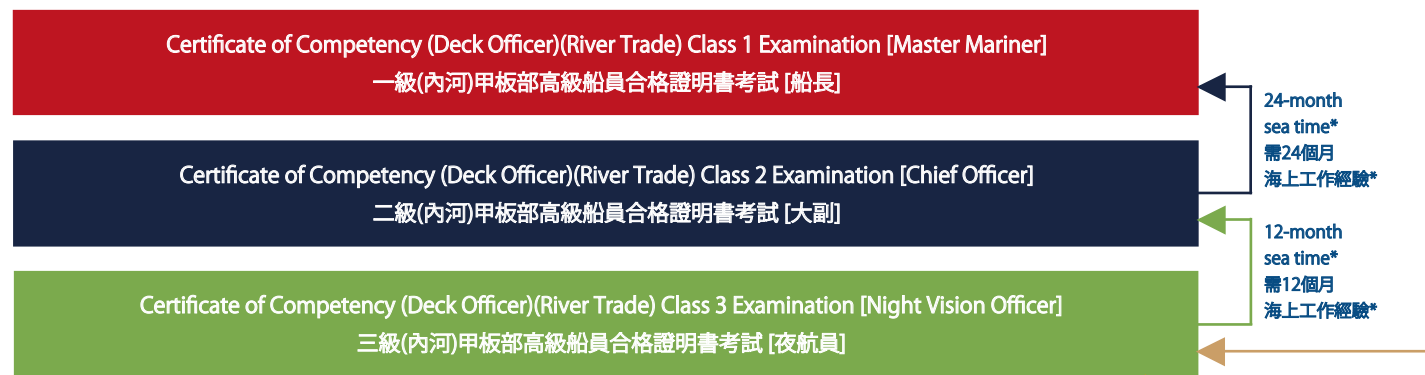 Certificate of Competency (Deck Officer)(River Trade) Class 1 Examination [Master Mariner]
一級(內河)甲板部高級船員合格證明書考試 [船長]
24-month
sea time*
需24個月
海上工作經驗*
Certificate of Competency (Deck Officer)(River Trade) Class 2 Examination [Chief Officer]
二級(內河)甲板部高級船員合格證明書考試 [大副]
12-month
sea time*
需12個月
海上工作經驗*
Certificate of Competency (Deck Officer)(River Trade) Class 3 Examination [Night Vision Officer]
三級(內河)甲板部高級船員合格證明書考試 [夜航員]